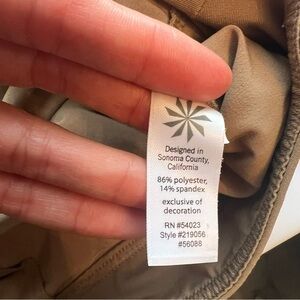 Designed in
Sonoma County,
California
86% polyester,
14% spandex
exclusive of
decoration
RN #54023
Style #219056
#56088